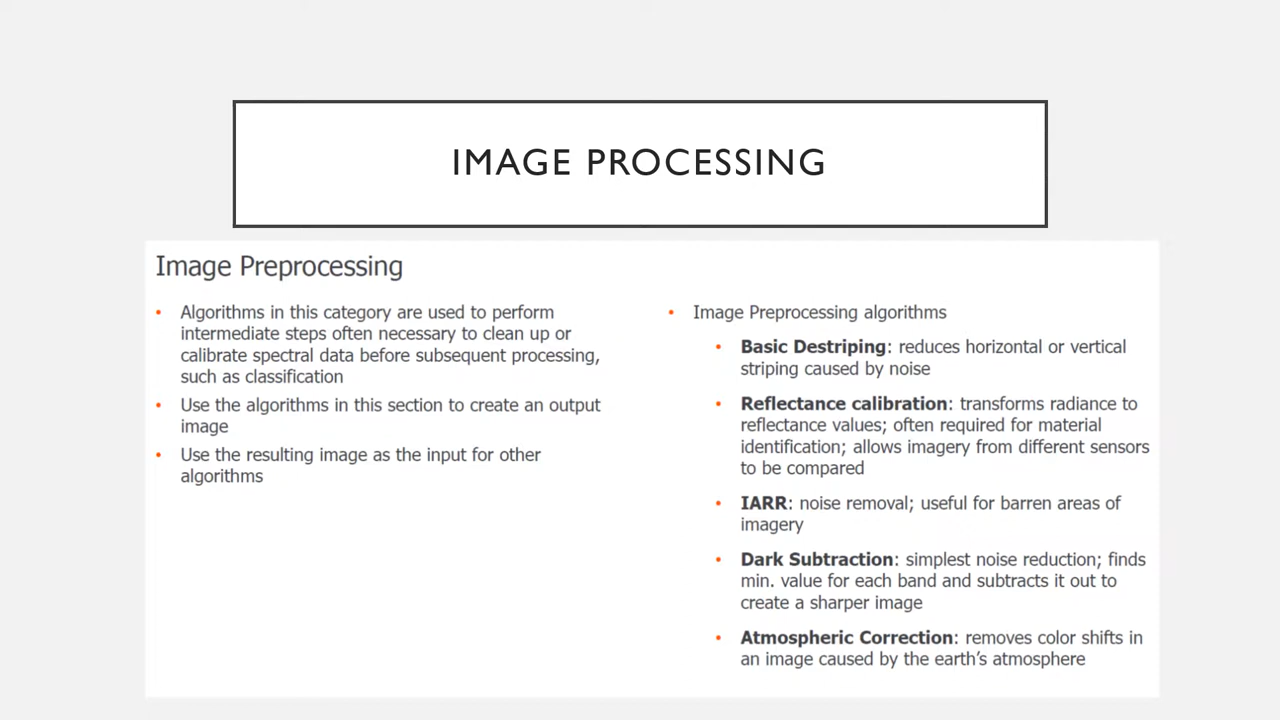 IMAGE PROCESSING
Image Preprocessing
• Algorithms in this category are used to perform
intermediate steps often necessary to clean up or
calibrate spectral data before subsequent processing,
such as classification
• Use the algorithms in this section to create an output
image
• Use the resulting image as the input for other
algorithms
• Image Preprocessing algorithms
• Basic Destriping: reduces horizontal or vertical
striping caused by noise
• Reflectance calibration: transforms radiance to
reflectance values; often required for material
identification; allows imagery from different sensors
to be compared
• IARR: noise removal; useful for barren areas of
imagery
• Dark Subtraction: simplest noise reduction; finds
min. value for each band and subtracts it out to
create a sharper image
• Atmospheric Correction: removes color shifts in
an image caused by the earth's atmosphere